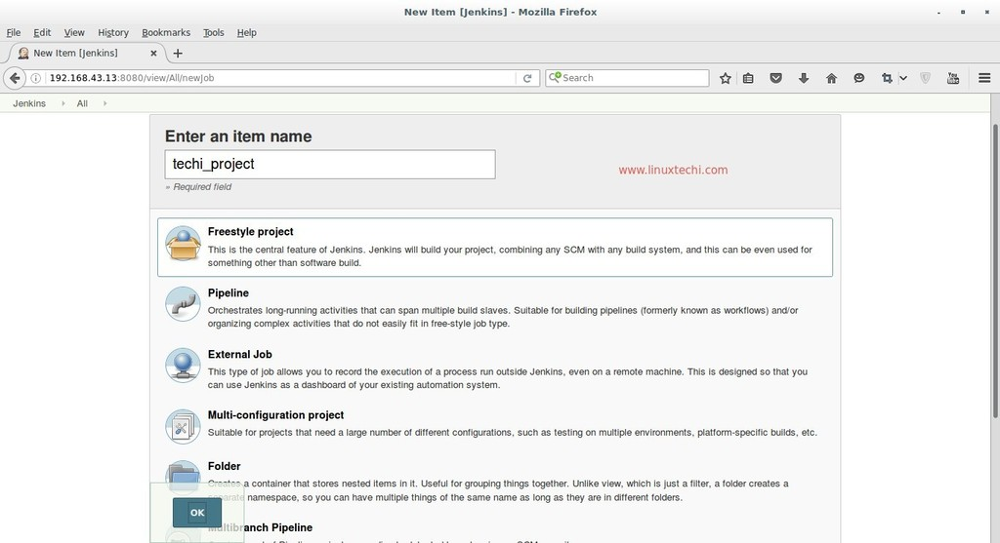 New Item [Jenkins] - Mozilla Firefox
File Edit View History Bookmarks Tools Help
New Item [Jenkins]
192.168.43.13:8080/view/All/newJob
Search
Jenkins All
Enter an item name
techi_project
www.linuxtechi.com
» Required field
Freestyle project
This is the central feature of Jenkins. Jenkins will build your project, combining any SCM with any build system, and this can be even used for
something other than software build.
Pipeline
Orchestrates long-running activities that can span multiple build slaves. Suitable for building pipelines (formerly known as workflows) and/or
organizing complex activities that do not easily fit in free-style job type.
External Job
This type of job allows you to record the execution of a process run outside Jenkins, even on a remote machine. This is designed so that you
can use Jenkins as a dashboard of your existing automation system.
Multi-configuration project
Suitable for projects that need a large number of different configurations, such as testing on multiple environments, platform-specific builds, etc.
Folder
Creates a container that stores nested items in it. Useful for grouping things together. Unlike view, which is just a filter, a folder creates a
separate namespace, so you can have multiple things of the same name as long as they are in different folders.
OK
Multibranch Pipeline